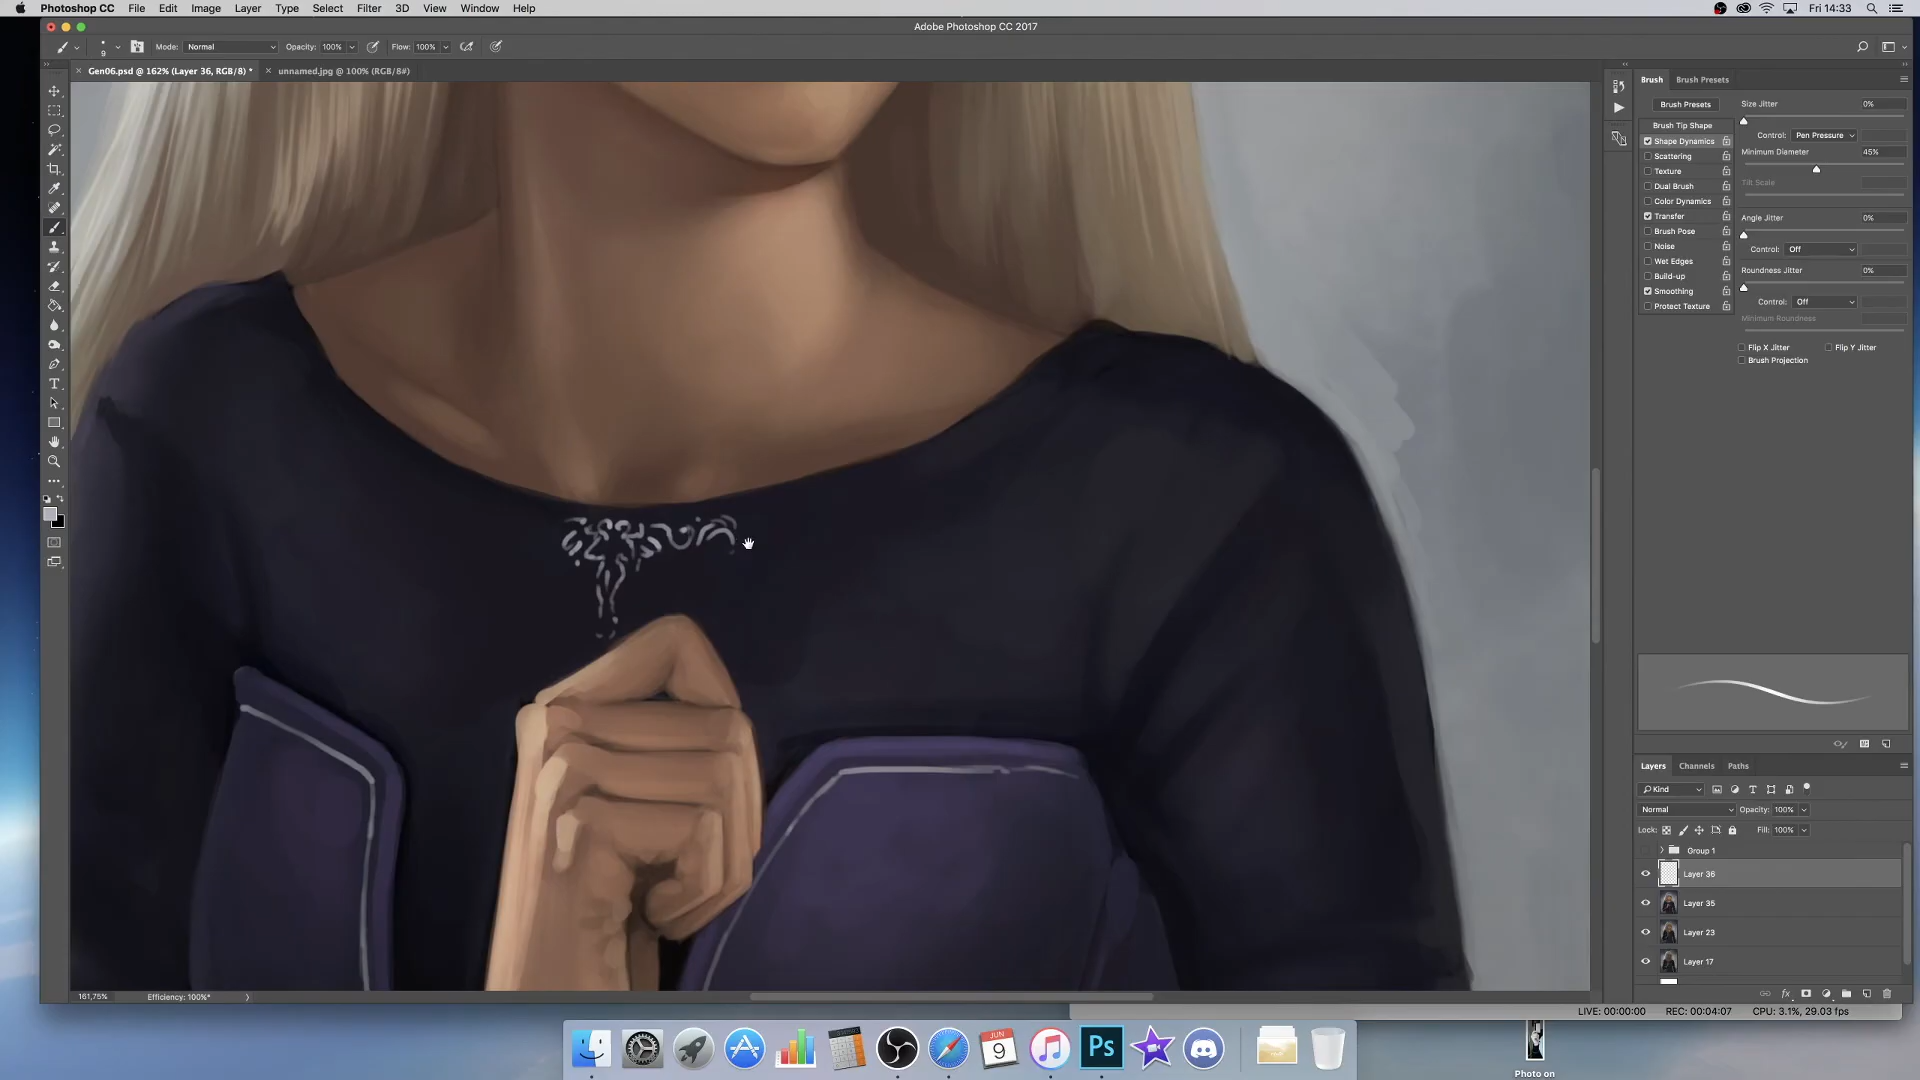 Photoshop CC File Edit Image Layer Type Select Filter 3D View Window Help Fri 14:33
Adobe Photoshop CC 2017
9 Mode: Normal Opacity: 100% Flow: 100%
Gen06.psd @ 162% (Layer 36, RGB/8) * unnamed.jpg @ 100% (RGB/8#)
Brush Brush Presets
Brush Presets
Brush Tip Shape
Shape Dynamics
Scattering
Texture
Dual Brush
Color Dynamics
Transfer
Brush Pose
Noise
Wet Edges
Build-up
Smoothing
Protect Texture
Size Jitter 0%
Control: Pen Pressure
Minimum Diameter 45%
Tilt Scale
Angle Jitter 0%
Control: Off
Roundness Jitter 0%
Control: Off
Minimum Roundness
Flip X Jitter Flip Y Jitter
Brush Projection
Layers Channels Paths
Kind
Normal Opacity: 100%
Lock: Fill: 100%
Group 1
Layer 36
Layer 35
Layer 23
Layer 17
fx
161,75% Efficiency: 100%*
LIVE: 00:00:00 REC: 00:04:07 CPU: 3.1%, 29.03 fps
JUN
9
Ps
Photo on